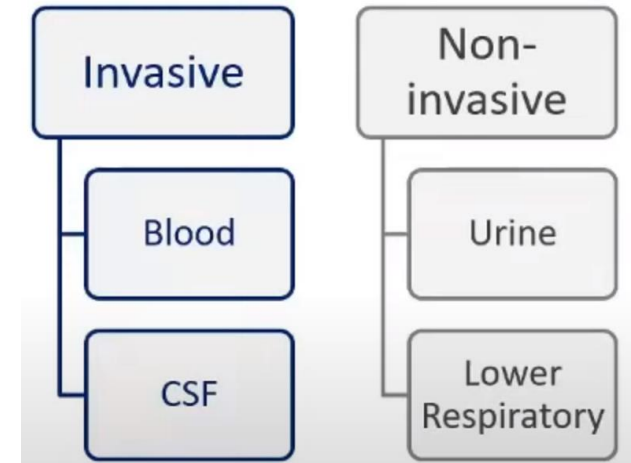 Invasive
Blood
CSF
Non-
invasive
Urine
Lower
Respiratory